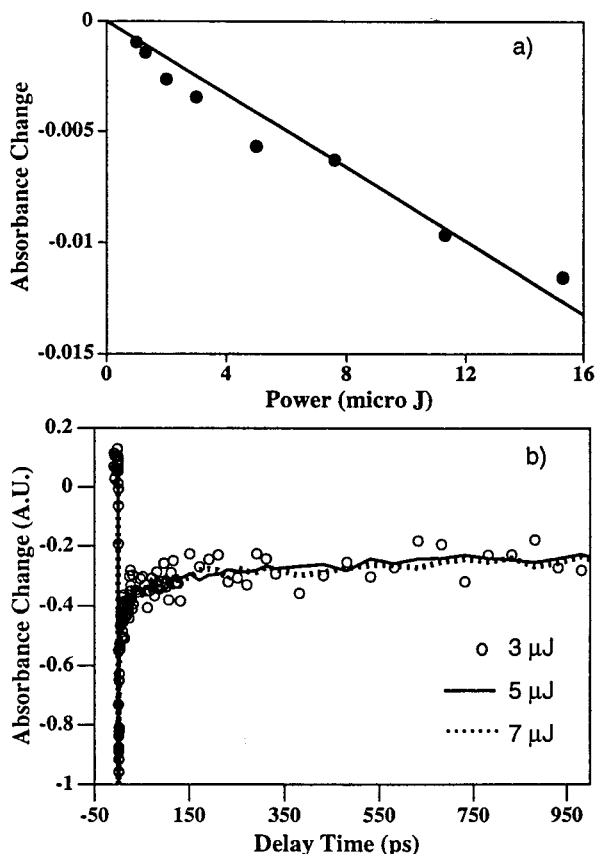 a)
0
-0.005
-0.01
-0.015
Absorbance Change
0 4 8 12 16
Power (micro J)
b)
0.2
0
-0.2
-0.4
-0.6
-0.8
-1
Absorbance Change (A.U.)
3 μJ
5 μJ
7 μJ
-50 150 350 550 750 950
Delay Time (ps)